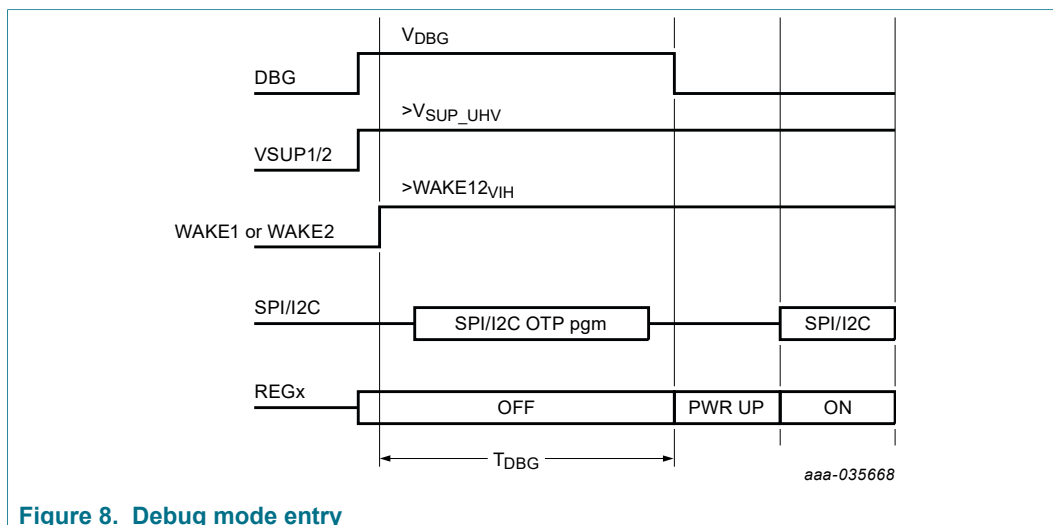 VDBG
DBG
>VSUP_UHV
VSUP1/2
>WAKE12VIH
WAKE1 or WAKE2
SPI/I2C
SPI/I2C OTP pgm
SPI/I2C
REGx
OFF
PWR UP
ON
TDBG
aaa-035668
Figure 8. Debug mode entry